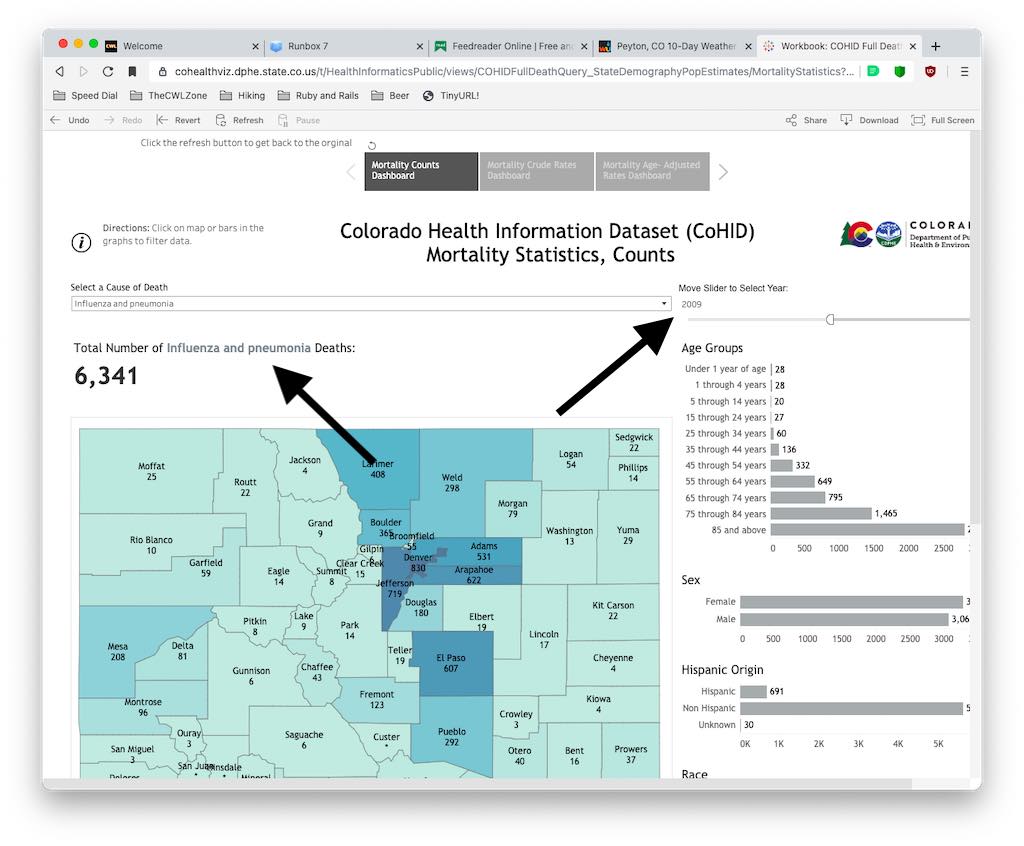 Welcome
Runbox 7
Feedreader Online | Free and
Peyton, CO 10-Day Weather
Workbook: COHID Full Deat
cohealthviz.dphe.state.co.us/t/HealthInformaticsPublic/views/COHIDFullDeathQuery_StateDemographyPopEstimates/MortalityStatistics?...
Speed Dial
TheCWLZone
Hiking
Ruby and Rails
Beer
TinyURL!
Undo
Redo
Revert
Refresh
Pause
Share
Download
Full Screen
Click the refresh button to get back to the orginal
Mortality Counts
Dashboard
Mortality Crude Rates
Dashboard
Mortality Age- Adjusted
Rates Dashboard
Directions: Click on map or bars in the
graphs to filter data.
Colorado Health Information Dataset (CoHID)
Mortality Statistics, Counts
COLORA
Department of Pu
Health & Environ
CDPHE
Select a Cause of Death
Influenza and pneumonia
Move Slider to Select Year:
2009
Total Number of Influenza and pneumonia Deaths:
6,341
Moffat
25
Routt
22
Jackson
4
Larimer
408
Weld
298
Logan
54
Sedgwick
22
Phillips
14
Morgan
79
Rio Blanco
10
Grand
9
Boulder
365
Broomfield
55
Washington
13
Yuma
29
Garfield
59
Eagle
14
Summit
8
Gilpin
6
Clear Creek
15
Denver
830
Adams
531
Arapahoe
622
Jefferson
719
Douglas
180
Elbert
19
Kit Carson
22
Mesa
208
Delta
81
Pitkin
8
Lake
9
Park
14
Lincoln
17
Gunnison
6
Chaffee
43
Teller
19
El Paso
607
Cheyenne
4
Montrose
96
Fremont
123
Kiowa
4
Ouray
3
Saguache
6
Custer
*
Pueblo
292
Crowley
3
San Miguel
3
Otero
40
Bent
16
Prowers
37
Dolores
San Juan
*
Hinsdale
*
Mineral
Age Groups
Under 1 year of age 28
1 through 4 years 28
5 through 14 years 20
15 through 24 years 27
25 through 34 years 60
35 through 44 years 136
45 through 54 years 332
55 through 64 years 649
65 through 74 years 795
75 through 84 years 1,465
85 and above 2
0 500 1000 1500 2000 2500 3
Sex
Female 3
Male 3,06
0 500 1000 1500 2000 2500 3000
Hispanic Origin
Hispanic 691
Non Hispanic 5
Unknown 30
0K 1K 2K 3K 4K 5K
Race